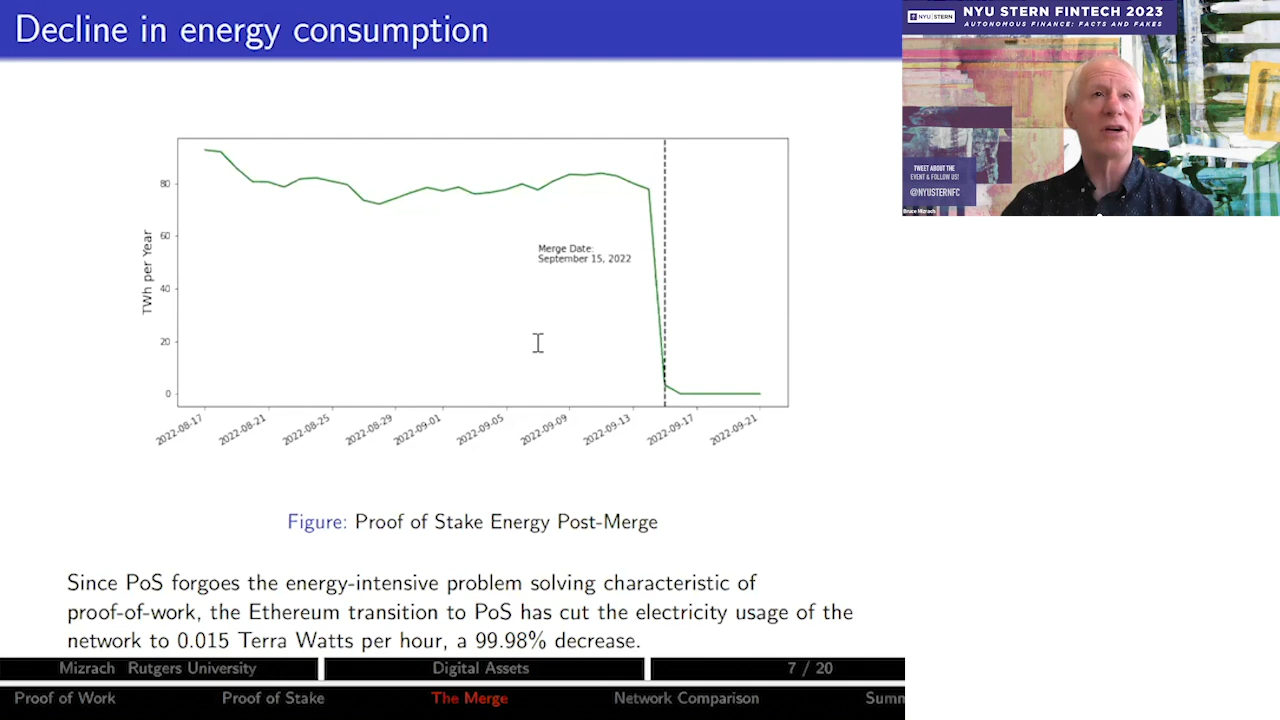 Decline in energy consumption
NYU STERN
NYU STERN FINTECH 2023
AUTONOMOUS FINANCE: FACTS AND FAKES
TWEET ABOUT THE
EVENT & FOLLOW US!
@NYUSTERNFC
Bruce Mizrach
TWh per Year
80
60
40
20
0
Merge Date:
September 15, 2022
2022-08-17
2022-08-21
2022-08-25
2022-08-29
2022-09-01
2022-09-05
2022-09-09
2022-09-13
2022-09-17
2022-09-21
Figure: Proof of Stake Energy Post-Merge
Since PoS forgoes the energy-intensive problem solving characteristic of
proof-of-work, the Ethereum transition to PoS has cut the electricity usage of the
network to 0.015 Terra Watts per hour, a 99.98% decrease.
Mizrach Rutgers University
Digital Assets
7 / 20
Proof of Work
Proof of Stake
The Merge
Network Comparison
Summ